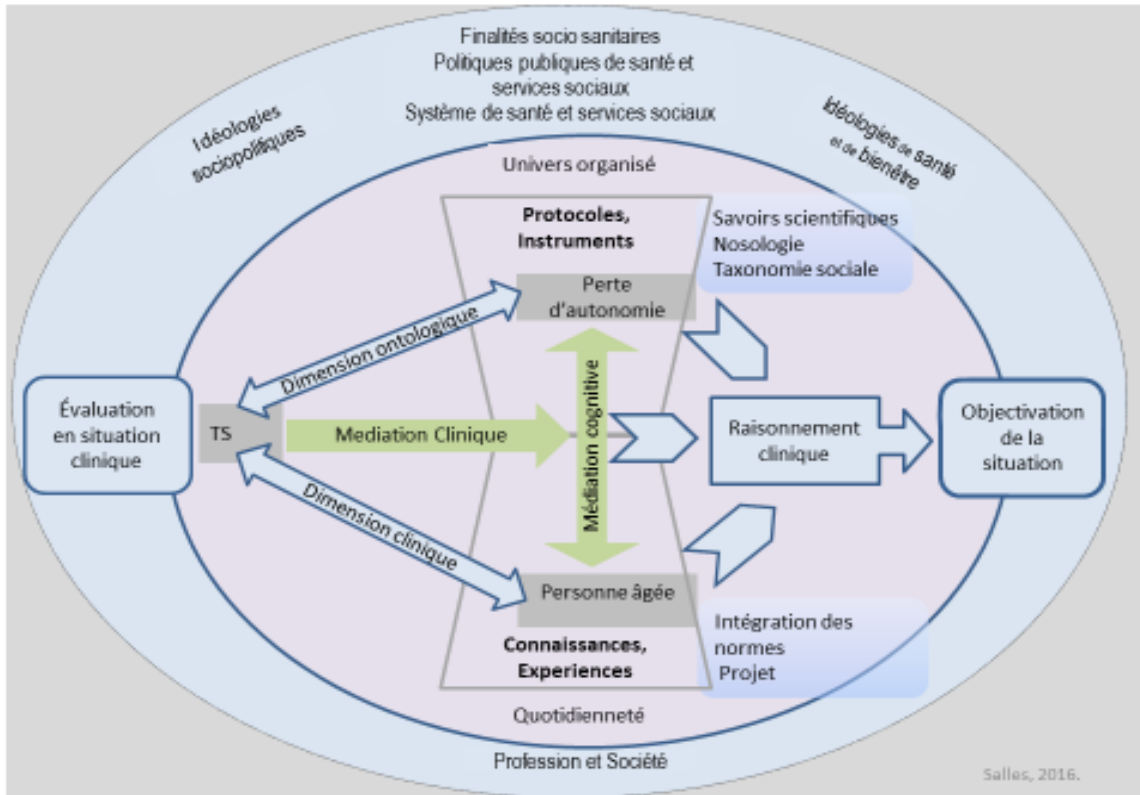 Finalités socio sanitaires
Politiques publiques de santé et
services sociaux
Système de santé et services sociaux
Idéologies
sociopolitiques
Idéologies de santé
et de bienêtre
Univers organisé
Protocoles,
Instruments
Savoirs scientifiques
Nosologie
Taxonomie sociale
Perte
d'autonomie
Dimension ontologique
Évaluation
en situation
clinique
TS
Mediation Clinique
Médiation cognitive
Raisonnement
clinique
Objectivation
de la
situation
Dimension clinique
Personne âgée
Connaissances,
Experiences
Intégration des
normes
Projet
Quotidienneté
Profession et Société
Salles, 2016.